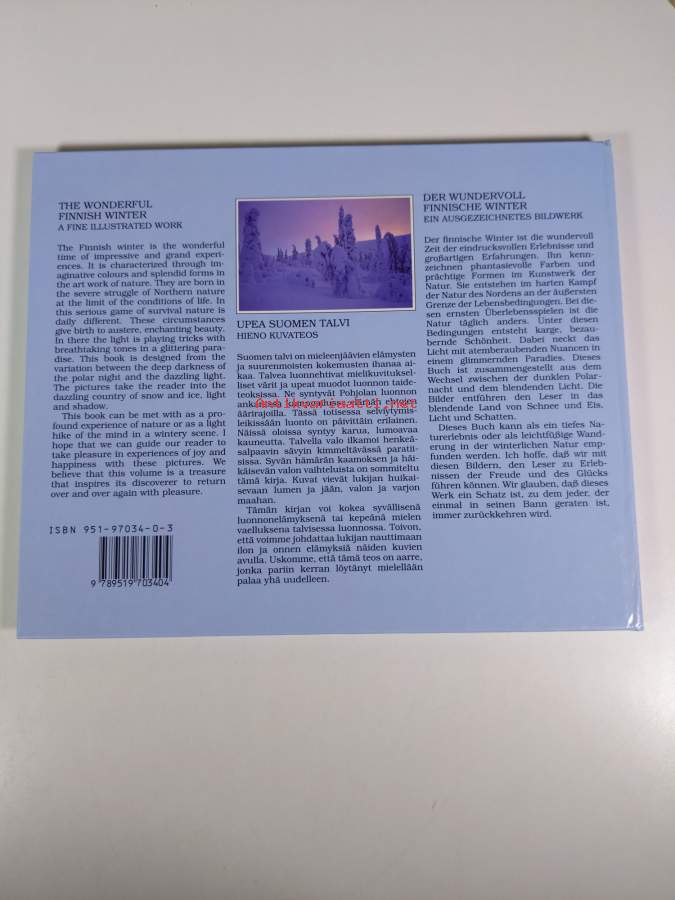 THE WONDERFUL
FINNISH WINTER
A FINE ILLUSTRATED WORK
The Finnish winter is the wonderful
time of impressive and grand experi-
ences. It is characterized through im-
aginative colours and splendid forms in
the art work of nature. They are born in
the severe struggle of Northern nature
at the limit of the conditions of life. In
this serious game of survival nature is
daily different. These circumstances
give birth to austere, enchanting beauty.
In there the light is playing tricks with
breathtaking tones in a glittering para-
dise. This book is designed from the
variation between the deep darkness of
the polar night and the dazzling light.
The pictures take the reader into the
dazzling country of snow and ice, light
and shadow.
This book can be met with as a pro-
found experience of nature or as a light
hike of the mind in a wintery scene. I
hope that we can guide our reader to
take pleasure in experiences of joy and
happiness with these pictures. We
believe that this volume is a treasure
that inspires its discoverer to return
over and over again with pleasure.
ISBN 951-97034-0-3
9 789519 703404
UPEA SUOMEN TALVI
HIENO KUVATEOS
Suomen talvi on mieleenjäävien elämysten
ja suurenmoisten kokemusten ihanaa ai-
kaa. Talvea luonnehtivat mielikuvituksel-
liset värit ja upeat muodot luonnon taide-
teoksissa. Ne syntyvät Pohjolan luonnon
ankarassa kamppailussa elämän ehtojen
äärirajoilla. Tässä totisessa selviytymis-
leikissään luonto on päivittäin erilainen.
Näissä oloissa syntyy karua, lumoavaa
kauneutta. Talvella valo ilkamoi henkeä-
salpaavin sävyin kimmeltävässä paratii-
sissa. Syvän hämärän kaamoksen ja häi-
käisevän valon vaihteluista on sommiteltu
tämä kirja. Kuvat vievät lukijan huikai-
sevaan lumen ja jään, valon ja varjon
maahan.
Tämän kirjan voi kokea syvällisenä
luonnonelämyksenä tai kepeänä mielen
vaelluksena talvisessa luonnossa. Toivon,
että voimme johdattaa lukijan nauttimaan
ilon ja onnen elämyksiä näiden kuvien
avulla. Uskomme, että tämä teos on aarre,
jonka pariin kerran löytänyt mielellään
palaa yhä uudelleen.
DER WUNDERVOLL
FINNISCHE WINTER
EIN AUSGEZEICHNETES BILDWERK
Der finnische Winter ist die wundervoll
Zeit der eindrucksvollen Erlebnisse und
großartigen Erfahrungen. Ihn kenn-
zeichnen phantasievolle Farben und
prächtige Formen im Kunstwerk der
Natur. Sie entstehen im harten Kampf
der Natur des Nordens an der äußersten
Grenze der Lebensbedingungen. Bei die-
sen ernsten Überlebensspielen ist die
Natur täglich anders. Unter diesen
Bedingungen entsteht karge, bezau-
bernde Schönheit. Dabei neckt das
Licht mit atemberaubenden Nuancen in
einem glimmernden Paradies. Dieses
Buch ist zusammengestellt aus dem
Wechsel zwischen der dunklen Polar-
nacht und dem blendenden Licht. Die
Bilder entführen den Leser in das
blendende Land von Schnee und Eis,
Licht und Schatten.
Dieses Buch kann als ein tiefes Na-
turerlebnis oder als leichtfüßige Wand-
erung in der winterlichen Natur emp-
funden werden. Ich hoffe, daß wir mit
diesen Bildern, den Leser zu Erleb-
nissen der Freude und des Glücks
führen können. Wir glauben, daß dieses
Werk ein Schatz ist, zu dem jeder, der
einmal in seinen Bann geraten ist,
immer zurückkehren wird.